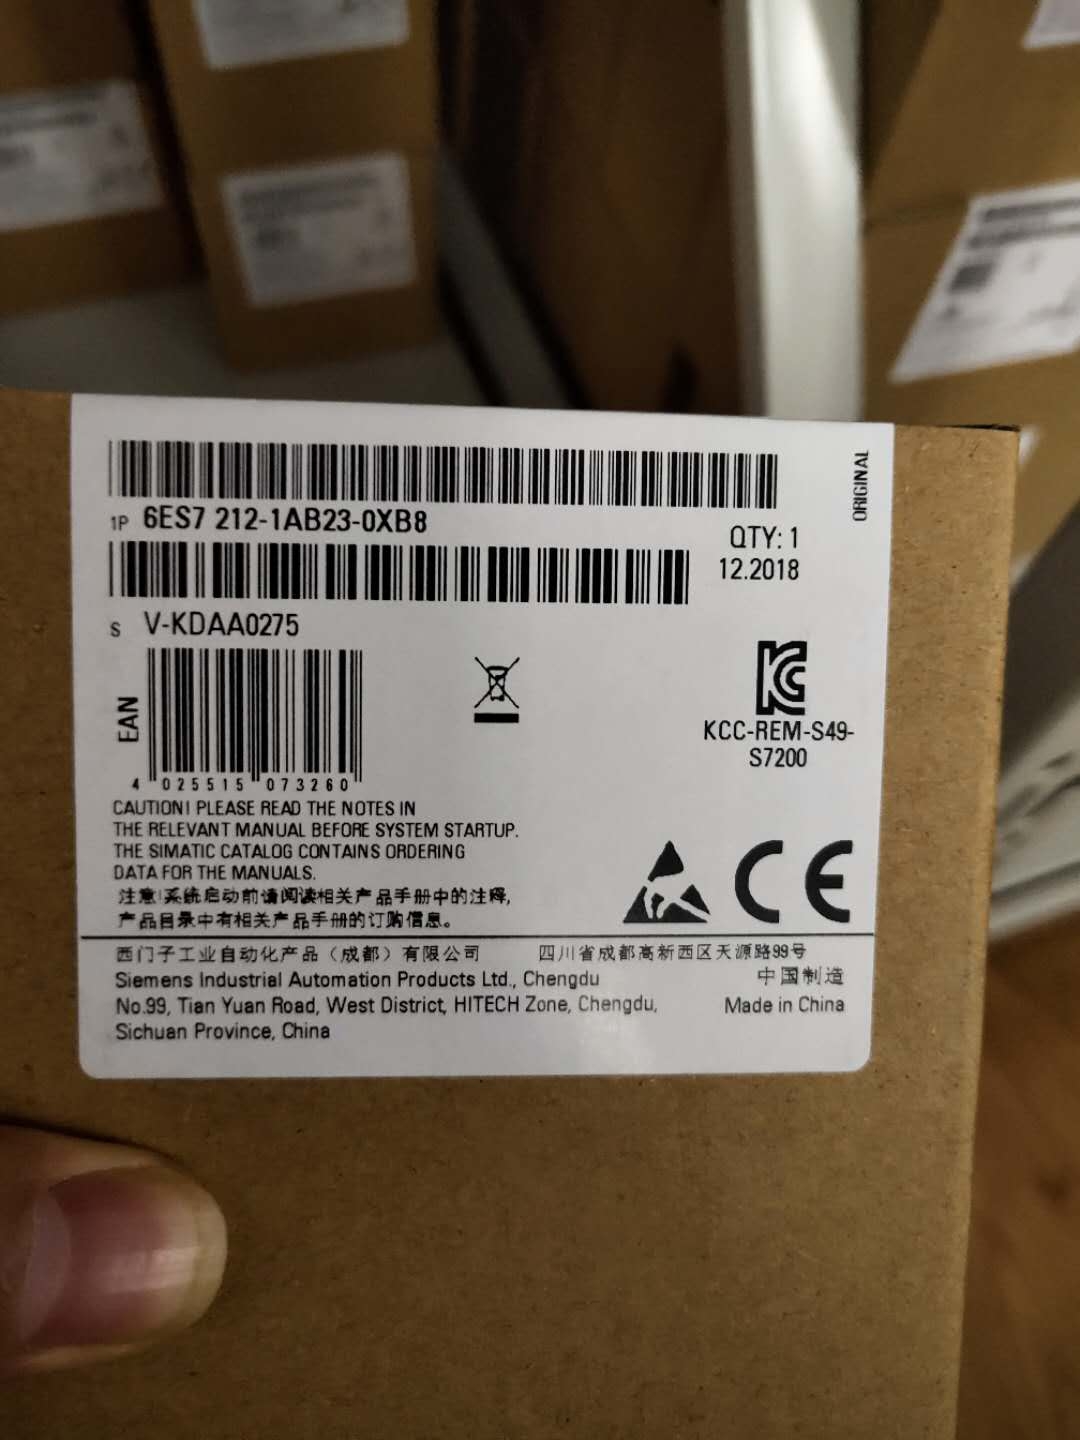 ORIGINAL
1P 6ES7 212-1AB23-0XB8
QTY: 1
12.2018
S V-KDAA0275
EAN
4 025515 073260
KCC-REM-S49-
S7200
CAUTION! PLEASE READ THE NOTES IN
THE RELEVANT MANUAL BEFORE SYSTEM STARTUP.
THE SIMATIC CATALOG CONTAINS ORDERING
DATA FOR THE MANUALS.
注意!系统启动前请阅读相关产品手册中的注释,
产品目录中有相关产品手册的订购信息。
CE
西门子工业自动化产品（成都）有限公司 四川省成都高新西区天源路99号
Siemens Industrial Automation Products Ltd., Chengdu 中国制造
No.99, Tian Yuan Road, West District, HITECH Zone, Chengdu, Made in China
Sichuan Province, China